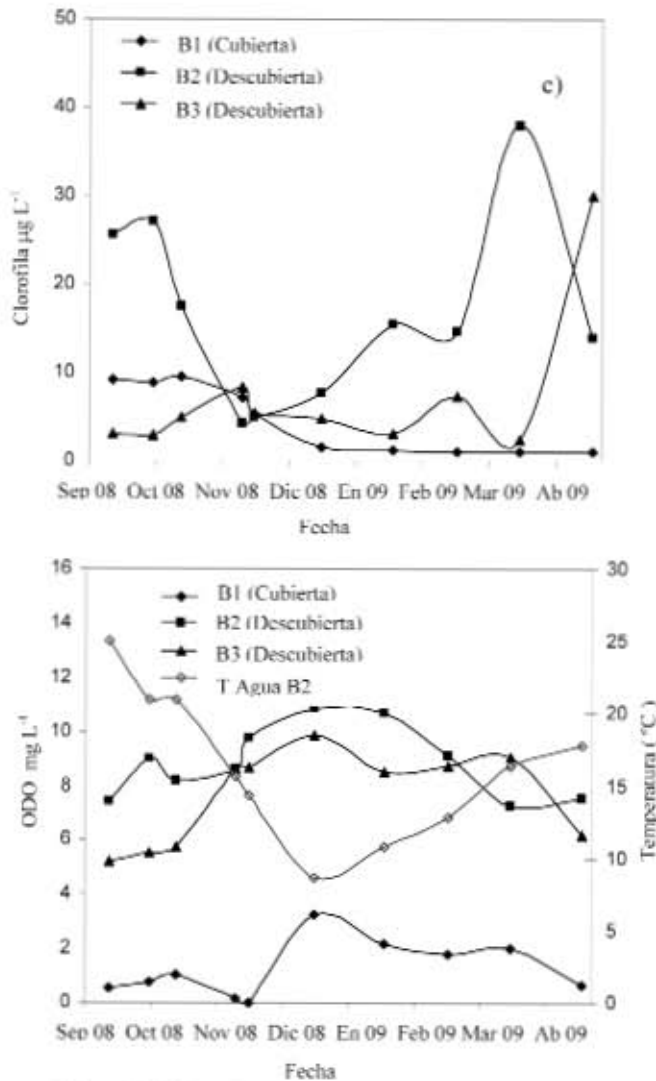 50
B1 (Cubierta)
B2 (Descubierta)
B3 (Descubierta)
c)
40
30
20
10
0
Clorofila µg L-1
Sep 08 Oct 08 Nov 08 Dic 08 En 09 Feb 09 Mar 09 Ab 09
Fecha
16
14
12
10
8
6
4
2
0
ODO mg L-1
B1 (Cubierta)
B2 (Descubierta)
B3 (Descubierta)
T Agua B2
30
25
20
15
10
5
0
Temperatura (°C)
Sep 08 Oct 08 Nov 08 Dic 08 En 09 Feb 09 Mar 09 Ab 09
Fecha